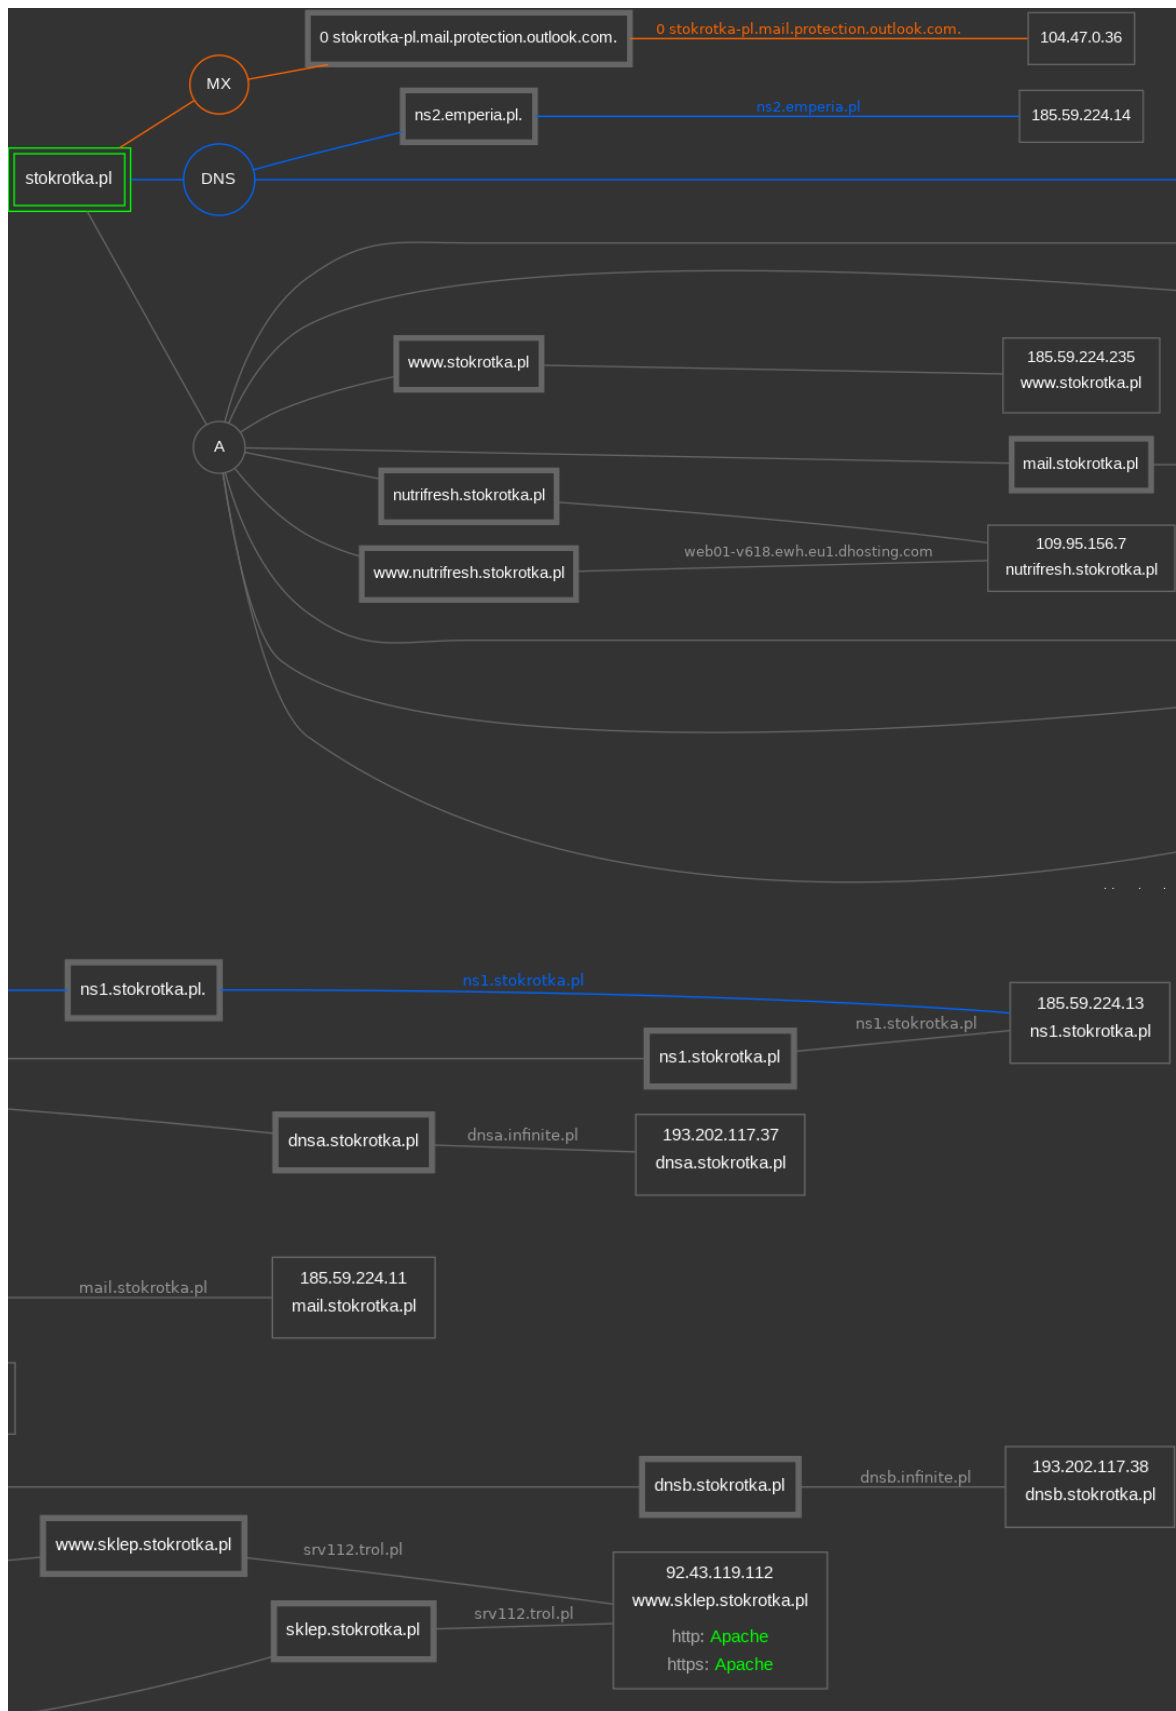 0 stokrotka-pl.mail.protection.outlook.com.
0 stokrotka-pl.mail.protection.outlook.com.
104.47.0.36
MX
ns2.emperia.pl.
ns2.emperia.pl
185.59.224.14
stokrotka.pl
DNS
www.stokrotka.pl
185.59.224.235
www.stokrotka.pl
A
mail.stokrotka.pl
nutrifresh.stokrotka.pl
www.nutrifresh.stokrotka.pl
web01-v618.ewh.eu1.dhosting.com
109.95.156.7
nutrifresh.stokrotka.pl
ns1.stokrotka.pl.
ns1.stokrotka.pl
185.59.224.13
ns1.stokrotka.pl
ns1.stokrotka.pl
ns1.stokrotka.pl
dnsa.stokrotka.pl
dnsa.infinite.pl
193.202.117.37
dnsa.stokrotka.pl
mail.stokrotka.pl
185.59.224.11
mail.stokrotka.pl
dnsb.stokrotka.pl
dnsb.infinite.pl
193.202.117.38
dnsb.stokrotka.pl
www.sklep.stokrotka.pl
srv112.trol.pl
92.43.119.112
www.sklep.stokrotka.pl
http: Apache
https: Apache
sklep.stokrotka.pl
srv112.trol.pl